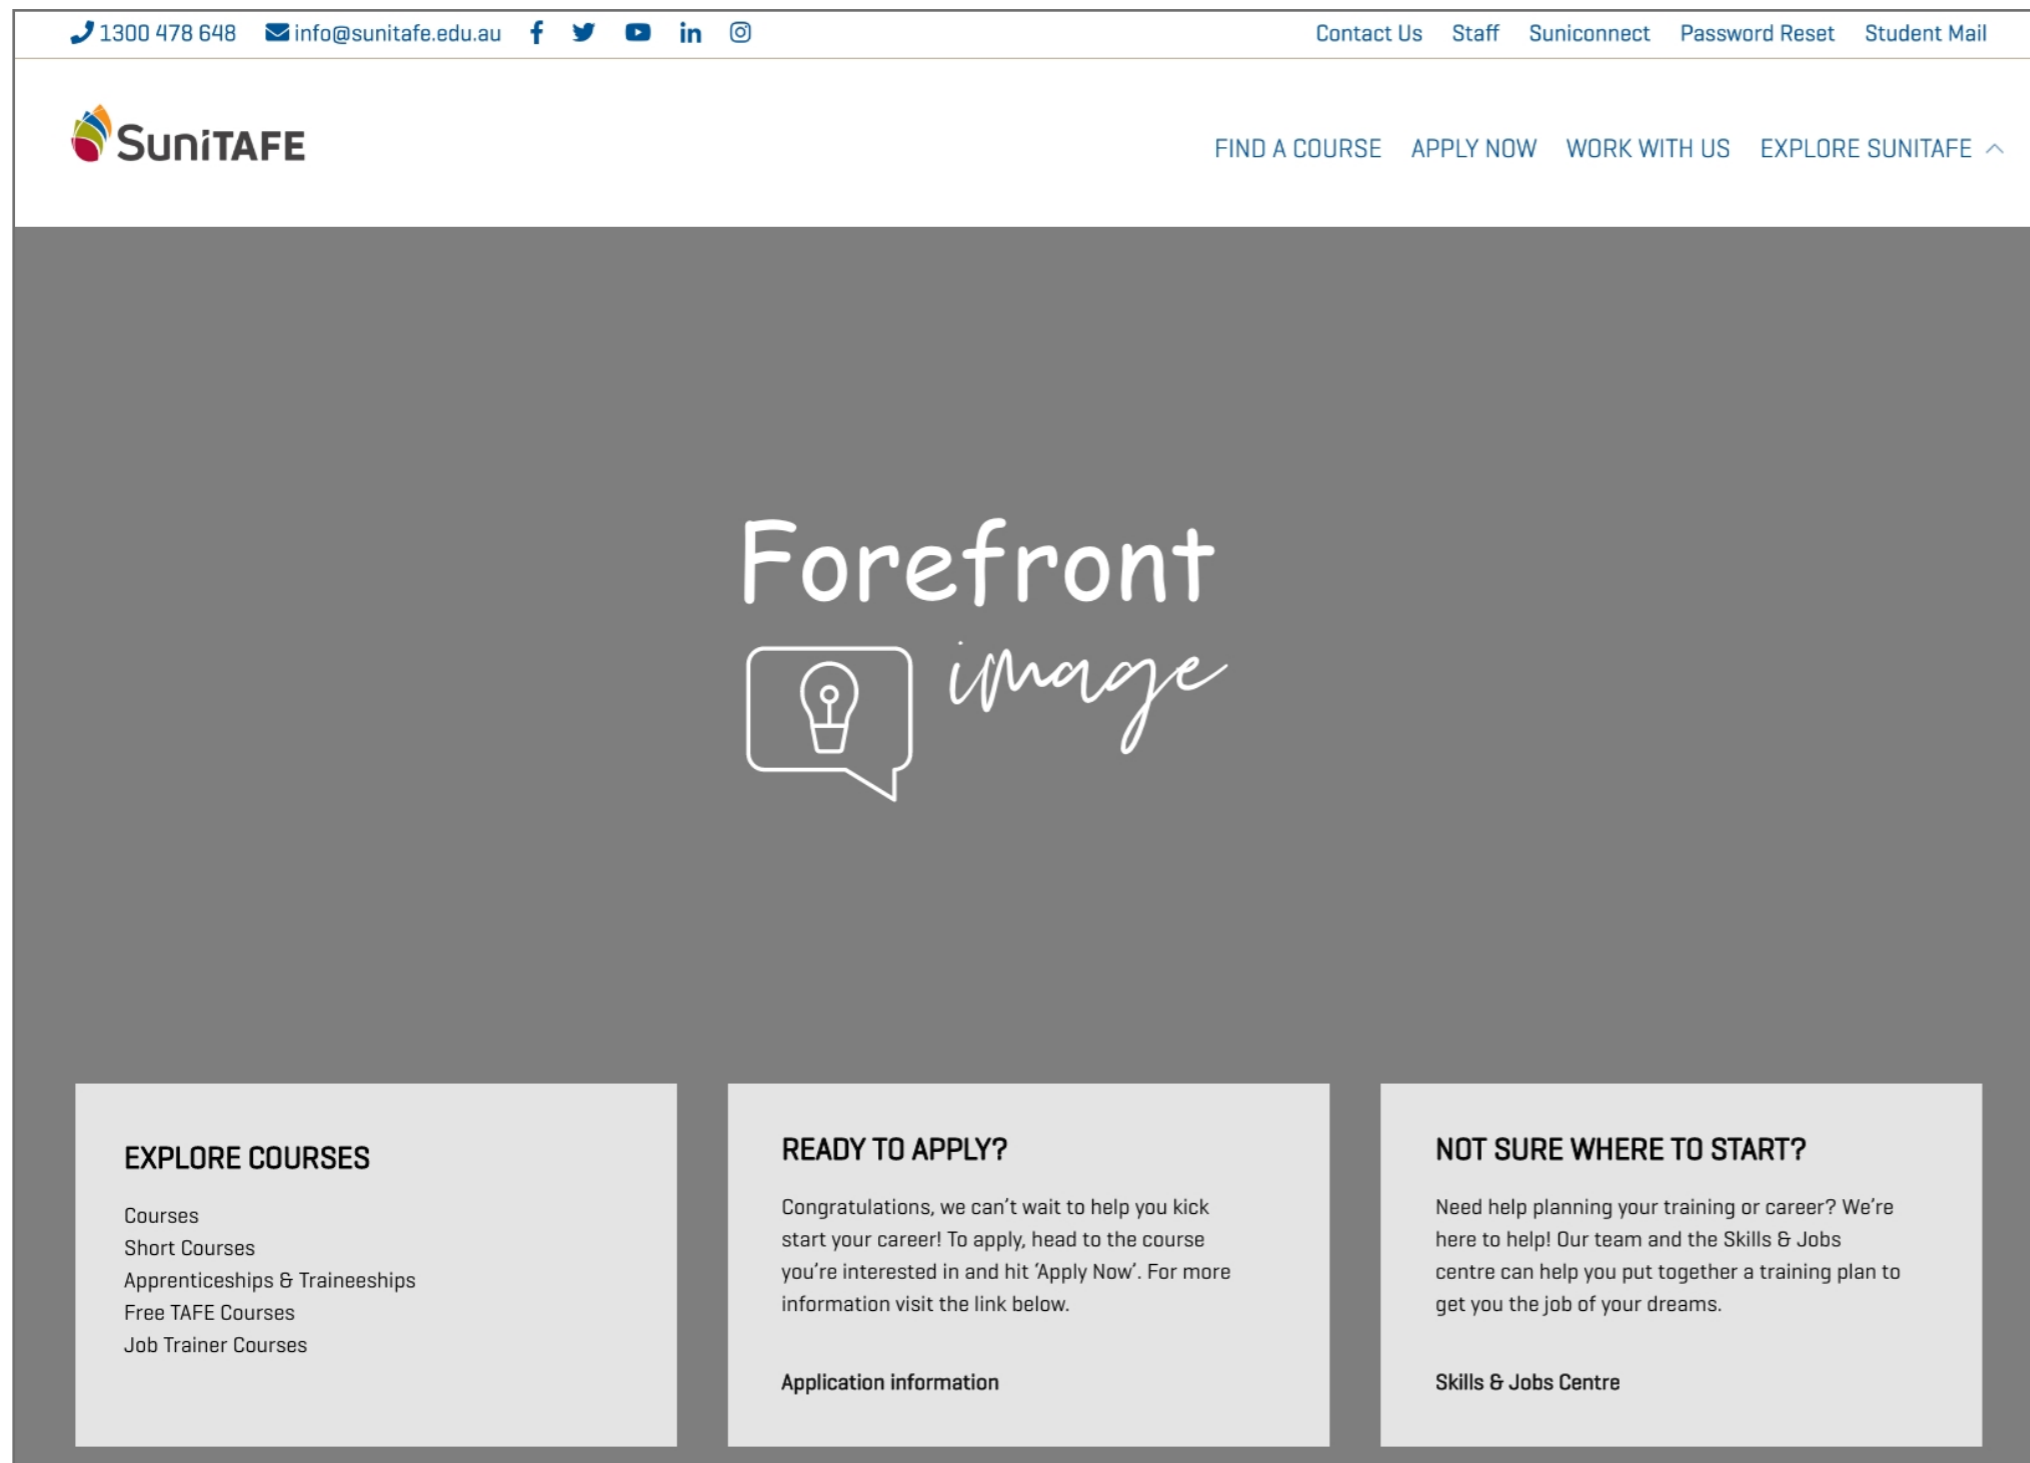 1300 478 648 info@sunitafe.edu.au Contact Us Staff Suniconnect Password Reset Student Mail
SuniTAFE
FIND A COURSE APPLY NOW WORK WITH US EXPLORE SUNITAFE
Forefront
image
EXPLORE COURSES
Courses
Short Courses
Apprenticeships & Traineeships
Free TAFE Courses
Job Trainer Courses
READY TO APPLY?
Congratulations, we can’t wait to help you kick
start your career! To apply, head to the course
you’re interested in and hit ‘Apply Now’. For more
information visit the link below.
Application information
NOT SURE WHERE TO START?
Need help planning your training or career? We’re
here to help! Our team and the Skills & Jobs
centre can help you put together a training plan to
get you the job of your dreams.
Skills & Jobs Centre